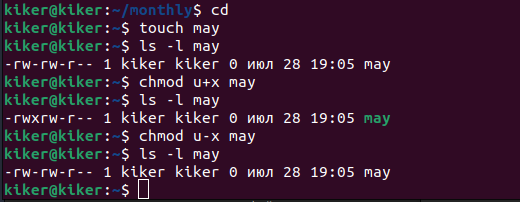 kiker@kiker:~/monthly$ cd
kiker@kiker:~$ touch may
kiker@kiker:~$ ls -l may
-rw-rw-r-- 1 kiker kiker 0 июл 28 19:05 may
kiker@kiker:~$ chmod u+x may
kiker@kiker:~$ ls -l may
-rwxrw-r-- 1 kiker kiker 0 июл 28 19:05 may
kiker@kiker:~$ chmod u-x may
kiker@kiker:~$ ls -l may
-rw-rw-r-- 1 kiker kiker 0 июл 28 19:05 may
kiker@kiker:~$